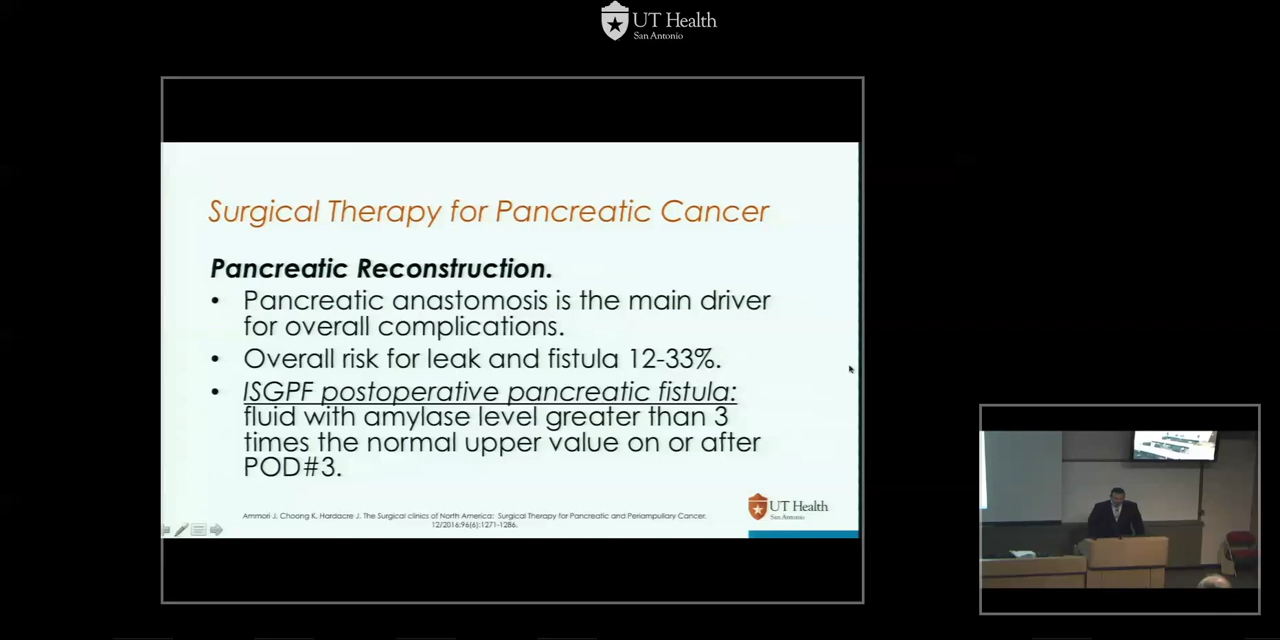 UT Health
San Antonio
Surgical Therapy for Pancreatic Cancer
Pancreatic Reconstruction.
• Pancreatic anastomosis is the main driver
for overall complications.
• Overall risk for leak and fistula 12-33%.
• ISGPF postoperative pancreatic fistula:
fluid with amylase level greater than 3
times the normal upper value on or after
POD#3.
Ammori J, Choong K, Hardacre J. The Surgical clinics of North America: Surgical Therapy for Pancreatic and Periampullary Cancer.
12/2016;96(6):1271-1286.
UT Health
San Antonio